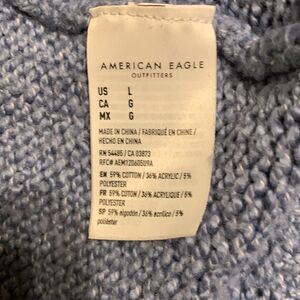 AMERICAN EAGLE
OUTFITTERS
US L
CA G
MX G
MADE IN CHINA / FABRIQUÉ EN CHINE /
HECHO EN CHINA
RN 54485 / CA 03873
RFC# AEM120605U9A
EN 59% COTTON / 36% ACRYLIC / 5%
POLYESTER
FR 59% COTON / 36% ACRYLIQUE / 5%
POLYESTER
SP 59% algodón / 36% acrílico / 5%
poliéster